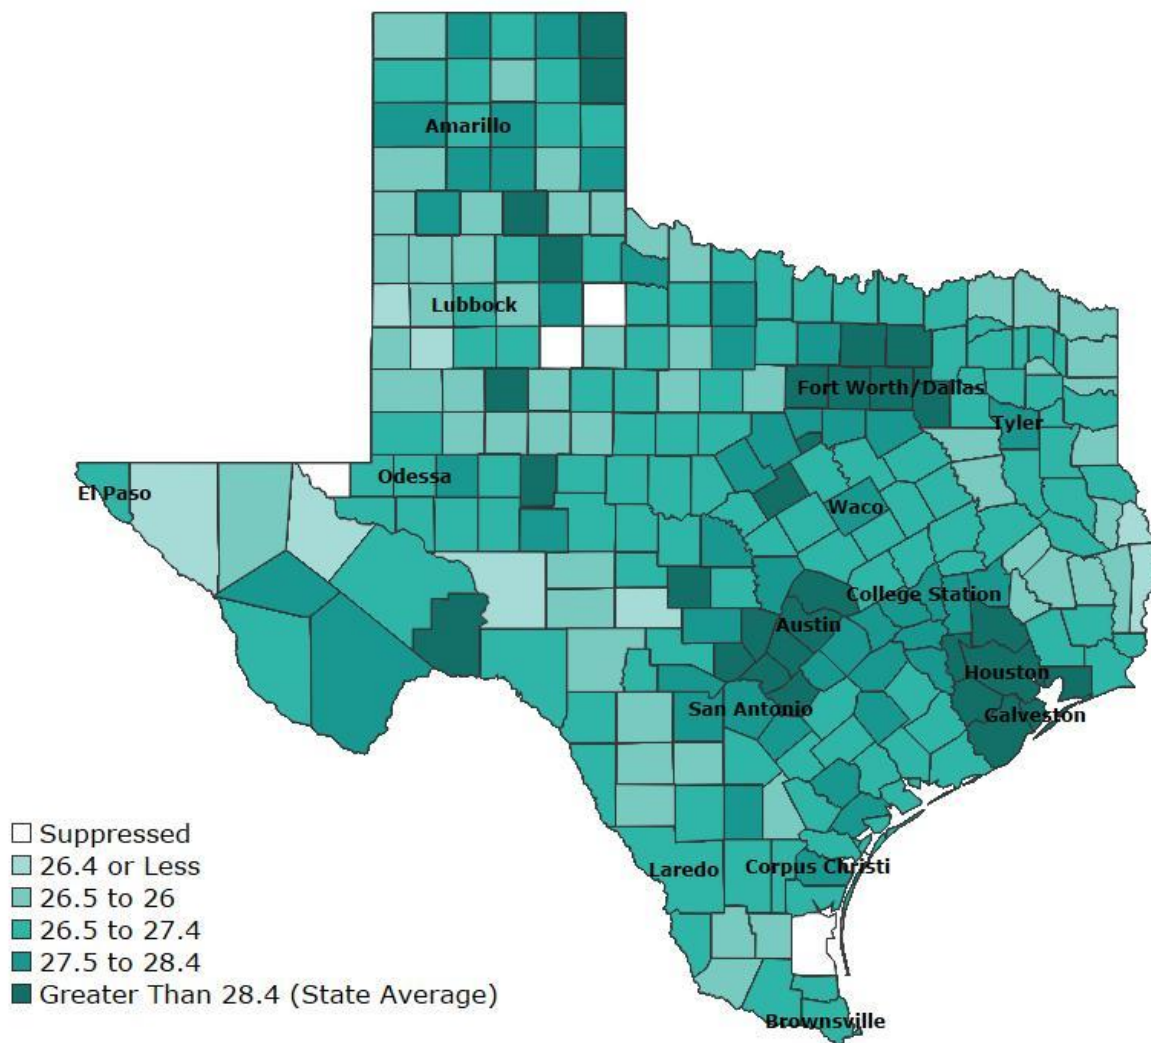 Amarillo
Lubbock
Fort Worth/Dallas
Tyler
Odessa
El Paso
Waco
College Station
Austin
Houston
San Antonio
Galveston
Laredo
Corpus Christi
Brownsville
Suppressed
26.4 or Less
26.5 to 26
26.5 to 27.4
27.5 to 28.4
Greater Than 28.4 (State Average)